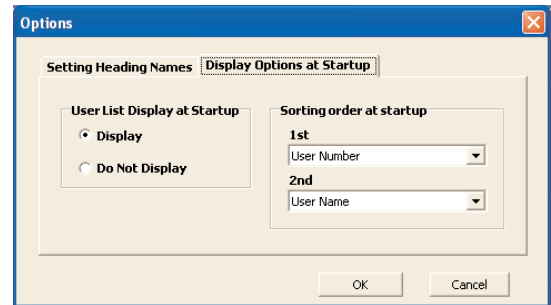 Options
Setting Heading Names Display Options at Startup
User List Display at Startup
Display
Do Not Display
Sorting order at startup
1st
User Number
2nd
User Name
OK Cancel